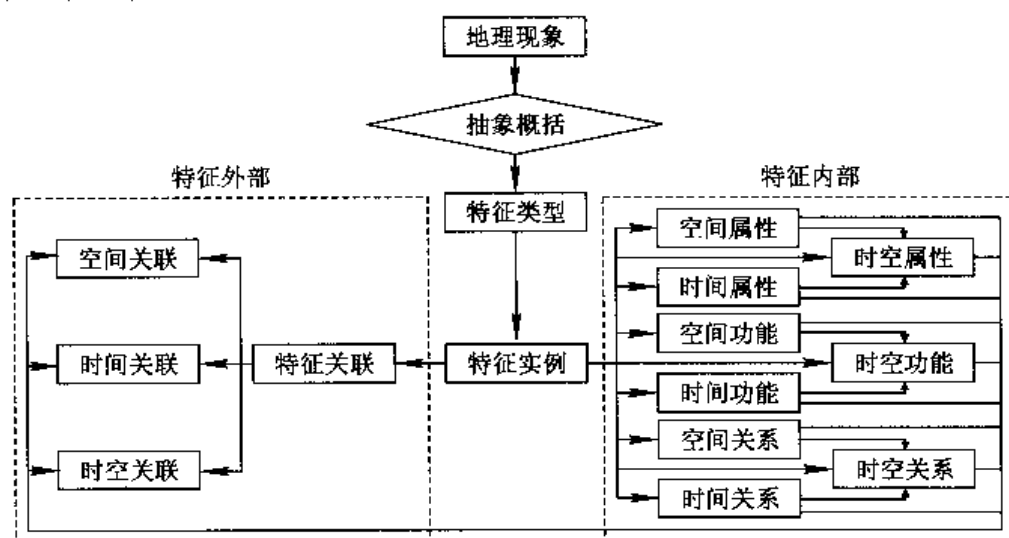 地理现象
抽象概括
特征外部
特征内部
特征类型
空间属性
时空属性
空间关联
时间属性
空间功能
时间关联
特征关联
特征实例
时空功能
时间功能
空间关系
时空关联
时空关系
时间关系